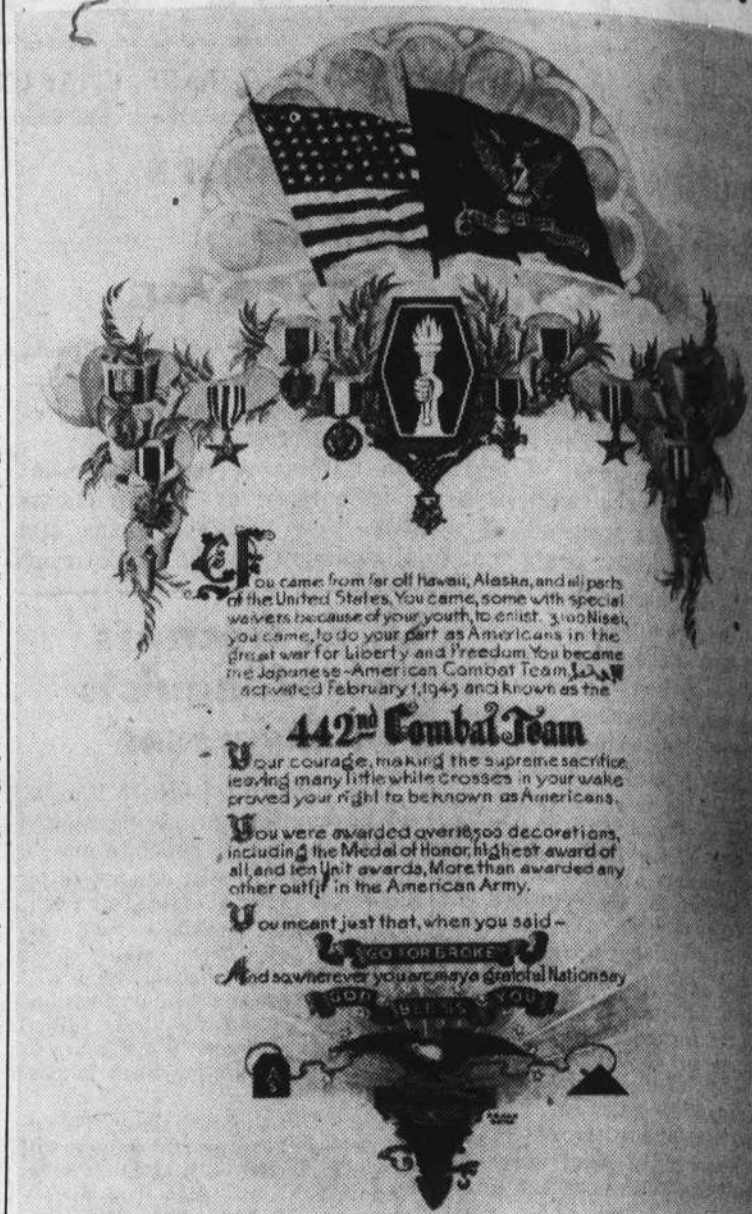 You came from far off Hawaii, Alaska, and all parts
of the United States, You came, some with special
waivers because of your youth, to enlist. 3,100 Nisei,
you came, to do your part as Americans in the
great war for Liberty and Freedom. You became
the Japanese-American Combat Team,
activated February 1, 1943 and known as the
442nd Combat Team
Your courage, making the supreme sacrifice
leaving many little white crosses in your wake
proved your right to be known as Americans.
You were awarded over 18,500 decorations,
including the Medal of Honor, highest award of
all, and ten Unit awards, More than awarded any
other outfit in the American Army.
You meant just that, when you said -
GO FOR BROKE
And so, wherever you are, may a grateful Nation say
GOD BLESS YOU